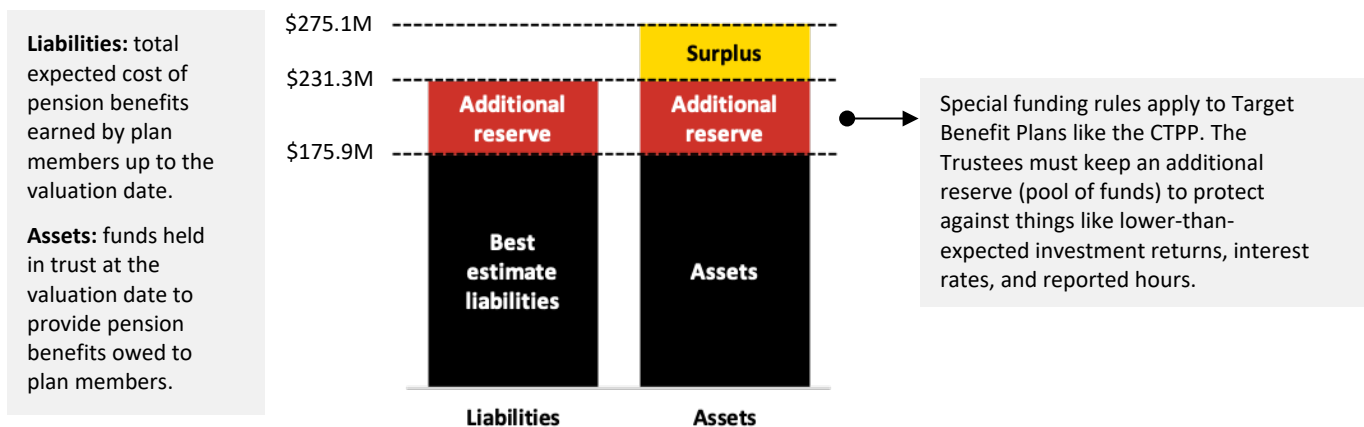 Liabilities: total
expected cost of
pension benefits
earned by plan
members up to the
valuation date.
Assets: funds held
in trust at the
valuation date to
provide pension
benefits owed to
plan members.
$275.1M
$231.3M
$175.9M
Additional
reserve
Best
estimate
liabilities
Liabilities
Surplus
Additional
reserve
Assets
Assets
Special funding rules apply to Target
Benefit Plans like the CTPP. The
Trustees must keep an additional
reserve (pool of funds) to protect
against things like lower-than-
expected investment returns, interest
rates, and reported hours.